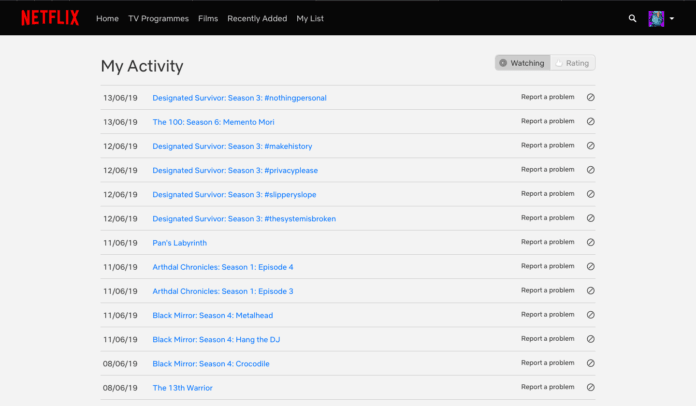 NETFLIX Home TV Programmes Films Recently Added My List
My Activity Watching Rating
13/06/19 Designated Survivor: Season 3: #nothingpersonal Report a problem
13/06/19 The 100: Season 6: Memento Mori Report a problem
12/06/19 Designated Survivor: Season 3: #makehistory Report a problem
12/06/19 Designated Survivor: Season 3: #privacyplease Report a problem
12/06/19 Designated Survivor: Season 3: #slipperyslope Report a problem
12/06/19 Designated Survivor: Season 3: #thesystemisbroken Report a problem
11/06/19 Pan's Labyrinth Report a problem
11/06/19 Arthdal Chronicles: Season 1: Episode 4 Report a problem
11/06/19 Arthdal Chronicles: Season 1: Episode 3 Report a problem
11/06/19 Black Mirror: Season 4: Metalhead Report a problem
11/06/19 Black Mirror: Season 4: Hang the DJ Report a problem
08/06/19 Black Mirror: Season 4: Crocodile Report a problem
08/06/19 The 13th Warrior Report a problem